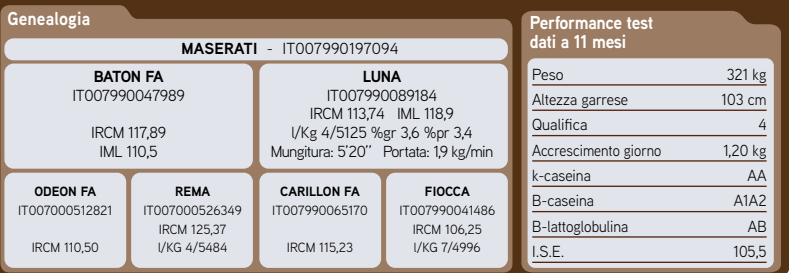 Genealogia
MASERATI - IT007990197094
BATON FA
IT007990047989
IRCM 117,89
IML 110,5
LUNA
IT007990089184
IRCM 113,74 IML 118,9
l/Kg 4/5125 %gr 3,6 %pr 3,4
Mungitura: 5'20'' Portata: 1,9 kg/min
ODEON FA
IT007000512821
IRCM 110,50
REMA
IT007000526349
IRCM 125,37
l/KG 4/5484
CARILLON FA
IT007990065170
IRCM 115,23
FIOCCA
IT007990041486
IRCM 106,25
l/KG 7/4996
Performance test
dati a 11 mesi
Peso 321 kg
Altezza garrese 103 cm
Qualifica 4
Accrescimento giorno 1,20 kg
k-caseina AA
B-caseina A1A2
B-lattoglobulina AB
I.S.E. 105,5